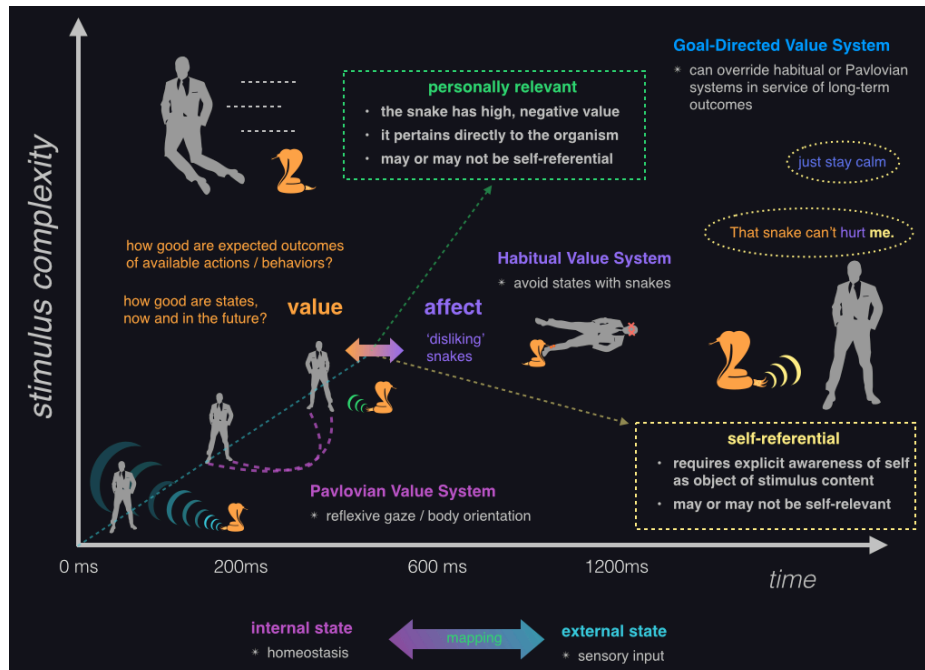 Goal-Directed Value System
* can override habitual or Pavlovian
systems in service of long-term
outcomes
personally relevant
• the snake has high, negative value
• it pertains directly to the organism
• may or may not be self-referential
just stay calm
That snake can't hurt me.
stimulus complexity
how good are expected outcomes
of available actions / behaviors?
how good are states,
now and in the future?
value
affect
'disliking'
snakes
Habitual Value System
* avoid states with snakes
self-referential
• requires explicit awareness of self
as object of stimulus content
• may or may not be self-relevant
Pavlovian Value System
* reflexive gaze / body orientation
0 ms
200ms
600 ms
1200ms
time
internal state
* homeostasis
mapping
external state
* sensory input